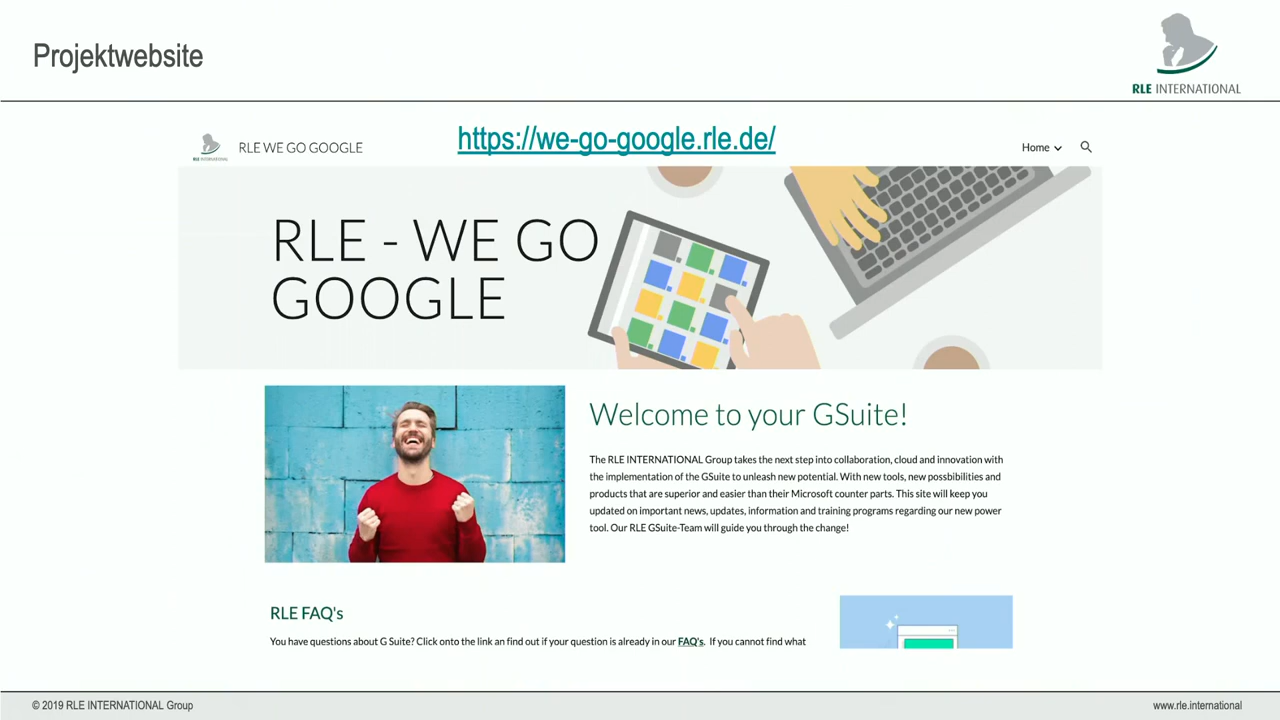 Projektwebsite
RLE INTERNATIONAL
https://we-go-google.rle.de/
RLE INTERNATIONAL
RLE WE GO GOOGLE
Home
RLE - WE GO
GOOGLE
Welcome to your GSuite!
The RLE INTERNATIONAL Group takes the next step into collaboration, cloud and innovation with
the implementation of the GSuite to unleash new potential. With new tools, new possbibilities and
products that are superior and easier than their Microsoft counter parts. This site will keep you
updated on important news, updates, information and training programs regarding our new power
tool. Our RLE GSuite-Team will guide you through the change!
RLE FAQ's
You have questions about G Suite? Click onto the link an find out if your question is already in our FAQ's. If you cannot find what
© 2019 RLE INTERNATIONAL Group
www.rle.international